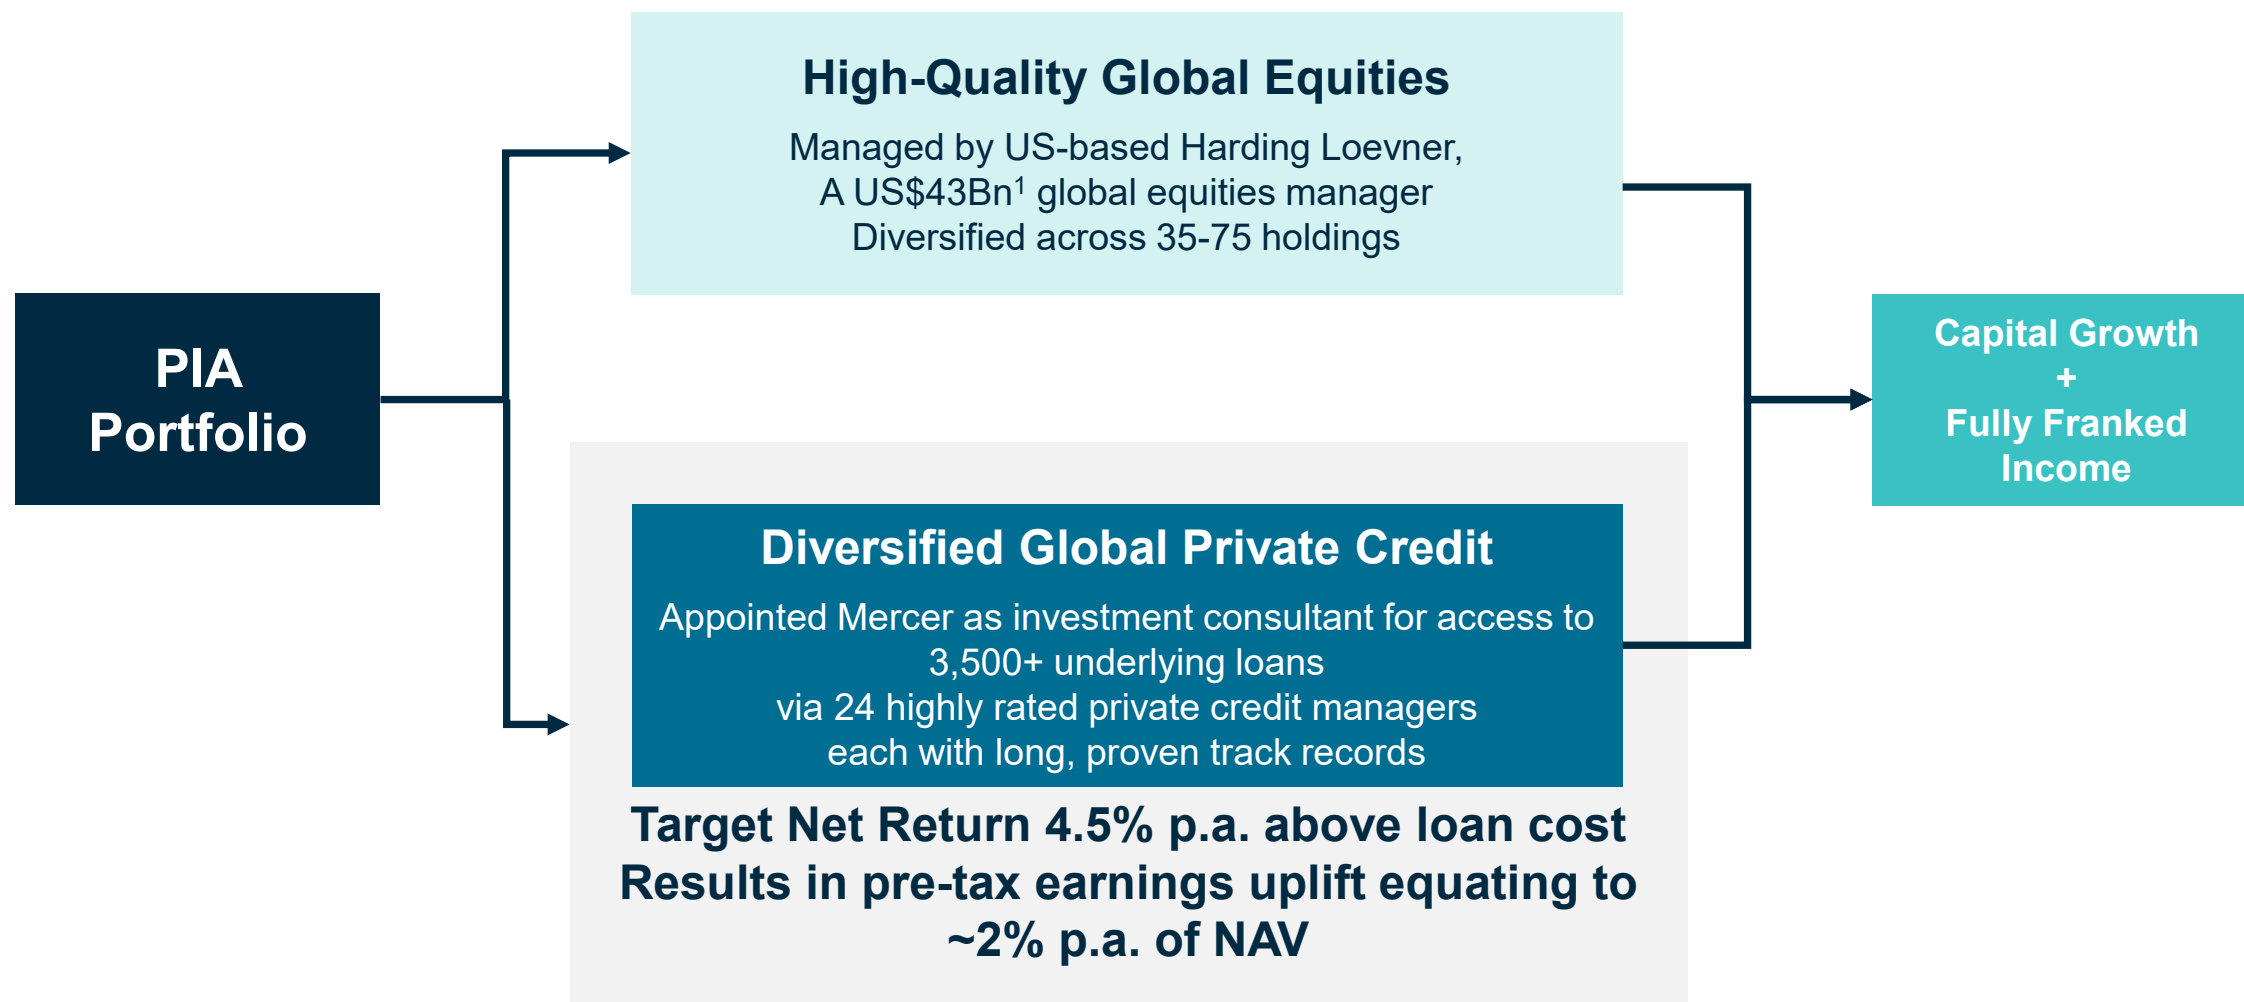 High-Quality Global Equities
Managed by US-based Harding Loevner,
A US$43Bn¹ global equities manager
Diversified across 35-75 holdings
PIA
Portfolio
Capital Growth
+
Fully Franked
Income
Diversified Global Private Credit
Appointed Mercer as investment consultant for access to
3,500+ underlying loans
via 24 highly rated private credit managers
each with long, proven track records
Target Net Return 4.5% p.a. above loan cost
Results in pre-tax earnings uplift equating to
~2% p.a. of NAV